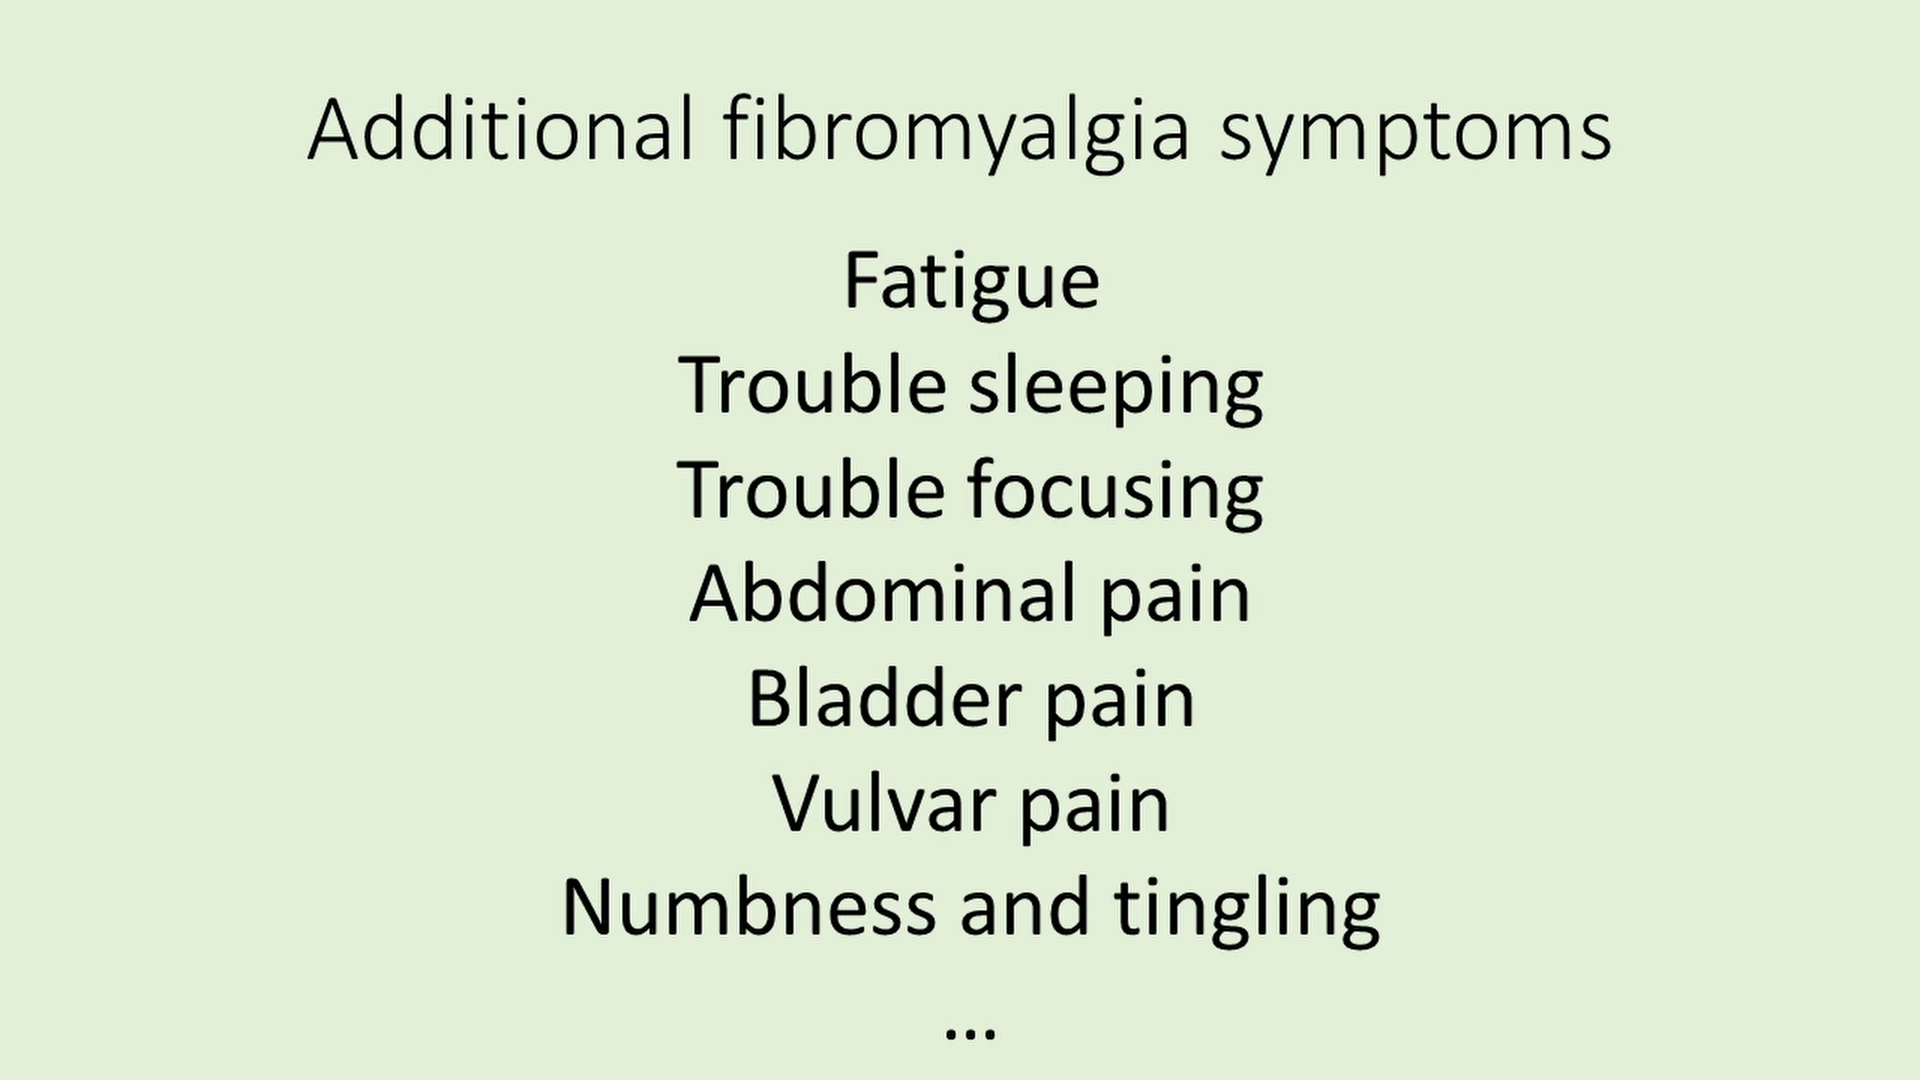 Additional fibromyalgia symptoms
Fatigue
Trouble sleeping
Trouble focusing
Abdominal pain
Bladder pain
Vulvar pain
Numbness and tingling
...